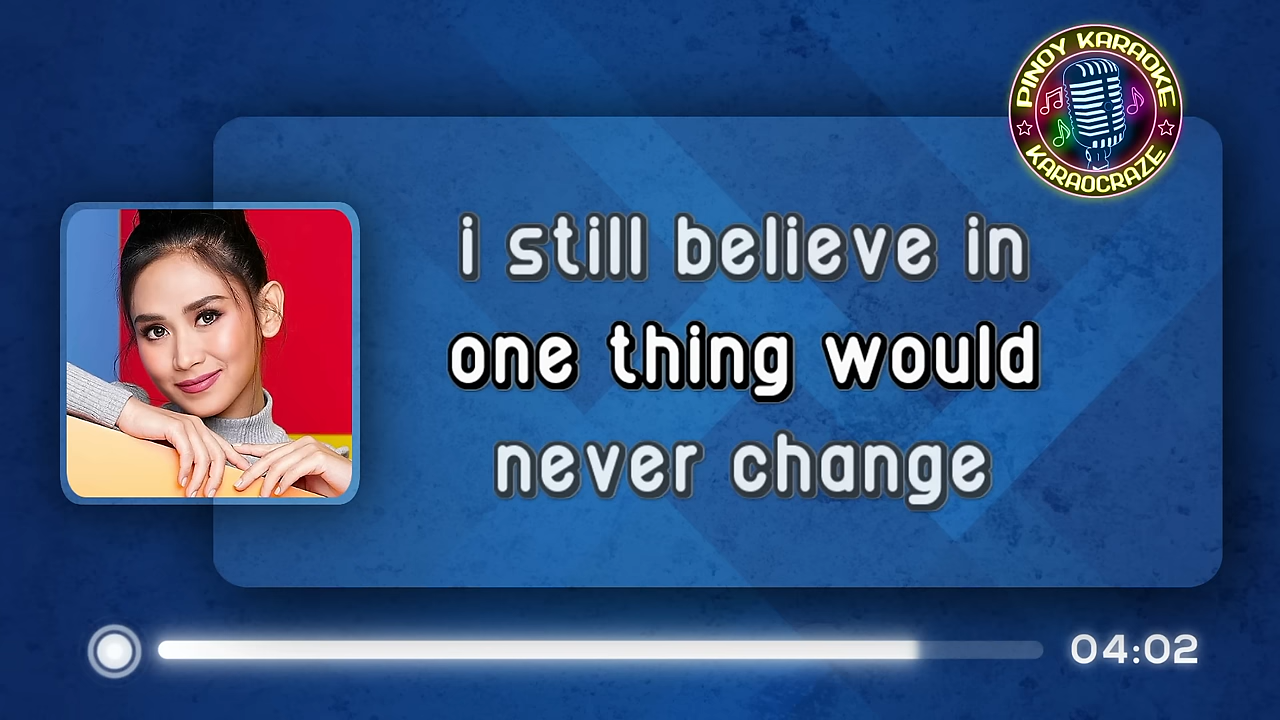 PINOY KARAOKE
KARAOCRAZE
i still believe in
one thing would
never change
04:02